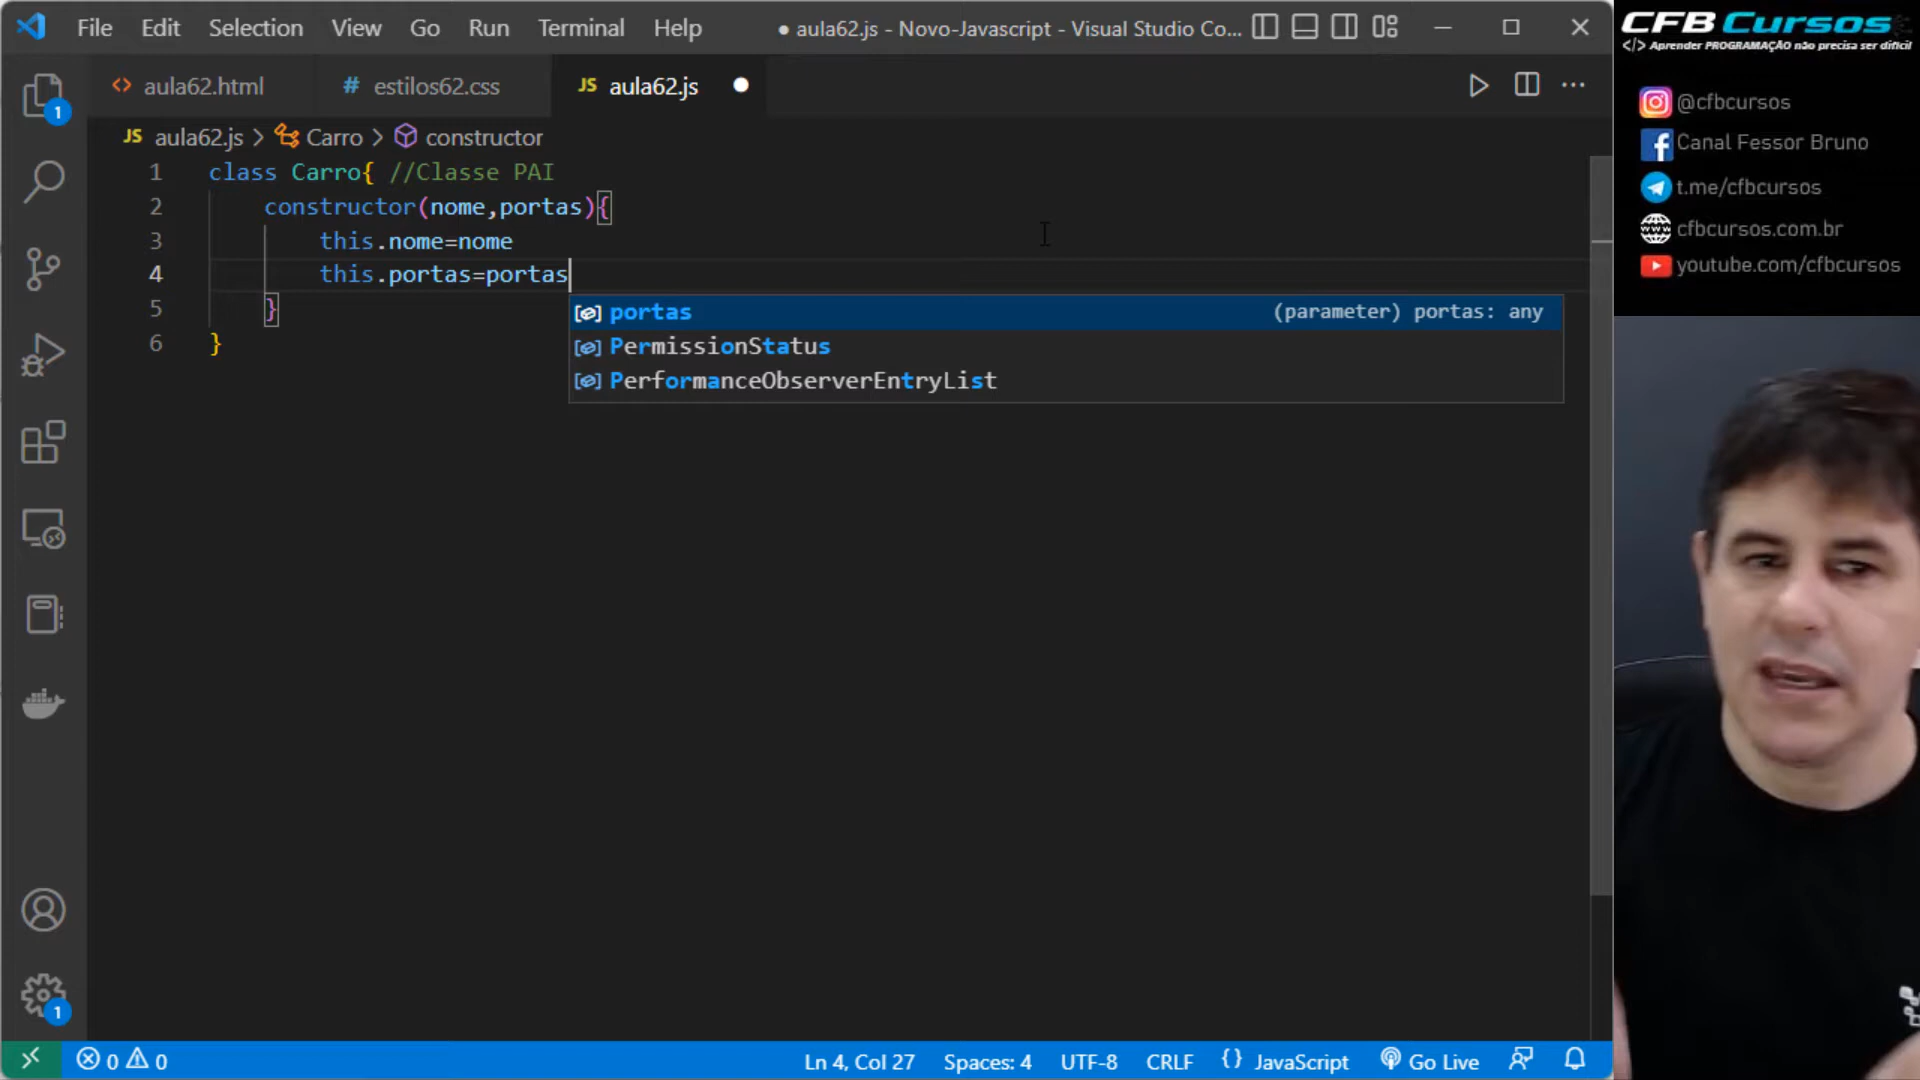 File Edit Selection View Go Run Terminal Help
● aula62.js - Novo-Javascript - Visual Studio Co...
<> aula62.html
# estilos62.css
JS aula62.js
JS aula62.js > Carro > constructor
1 class Carro{ //Classe PAI
2 constructor(nome,portas){
3 this.nome=nome
4 this.portas=portas
5 }
6 }
portas (parameter) portas: any
PermissionStatus
PerformanceObserverEntryList
1
1
0 0
Ln 4, Col 27
Spaces: 4
UTF-8
CRLF
{} JavaScript
Go Live
CFB Cursos
</> Aprender PROGRAMAÇÃO não precisa ser difícil
@cfbcursos
Canal Fessor Bruno
t.me/cfbcursos
cfbcursos.com.br
youtube.com/cfbcursos